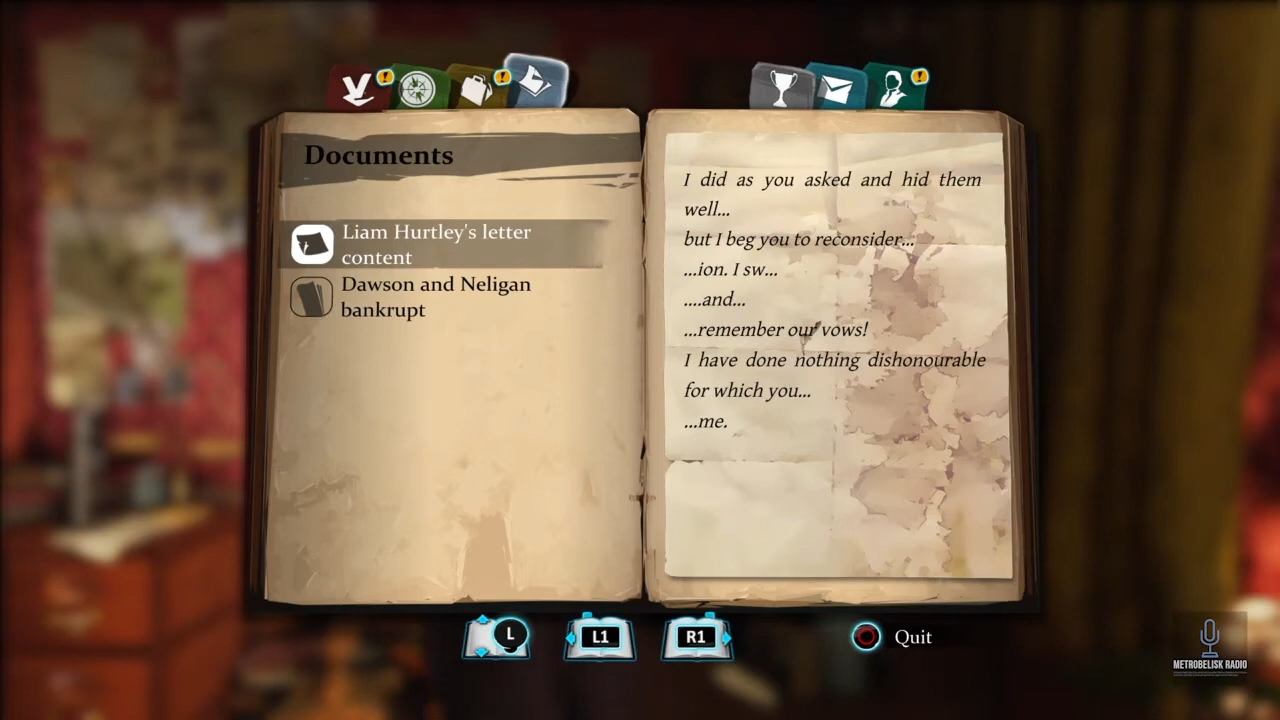 Documents
Liam Hurtley's letter
content
Dawson and Neligan
bankrupt
I did as you asked and hid them
well...
but I beg you to reconsider...
...ion. I sw...
....and...
...remember our vows!
I have done nothing dishonourable
for which you...
...me.
L
L1
R1
Quit
METROBELISK RADIO